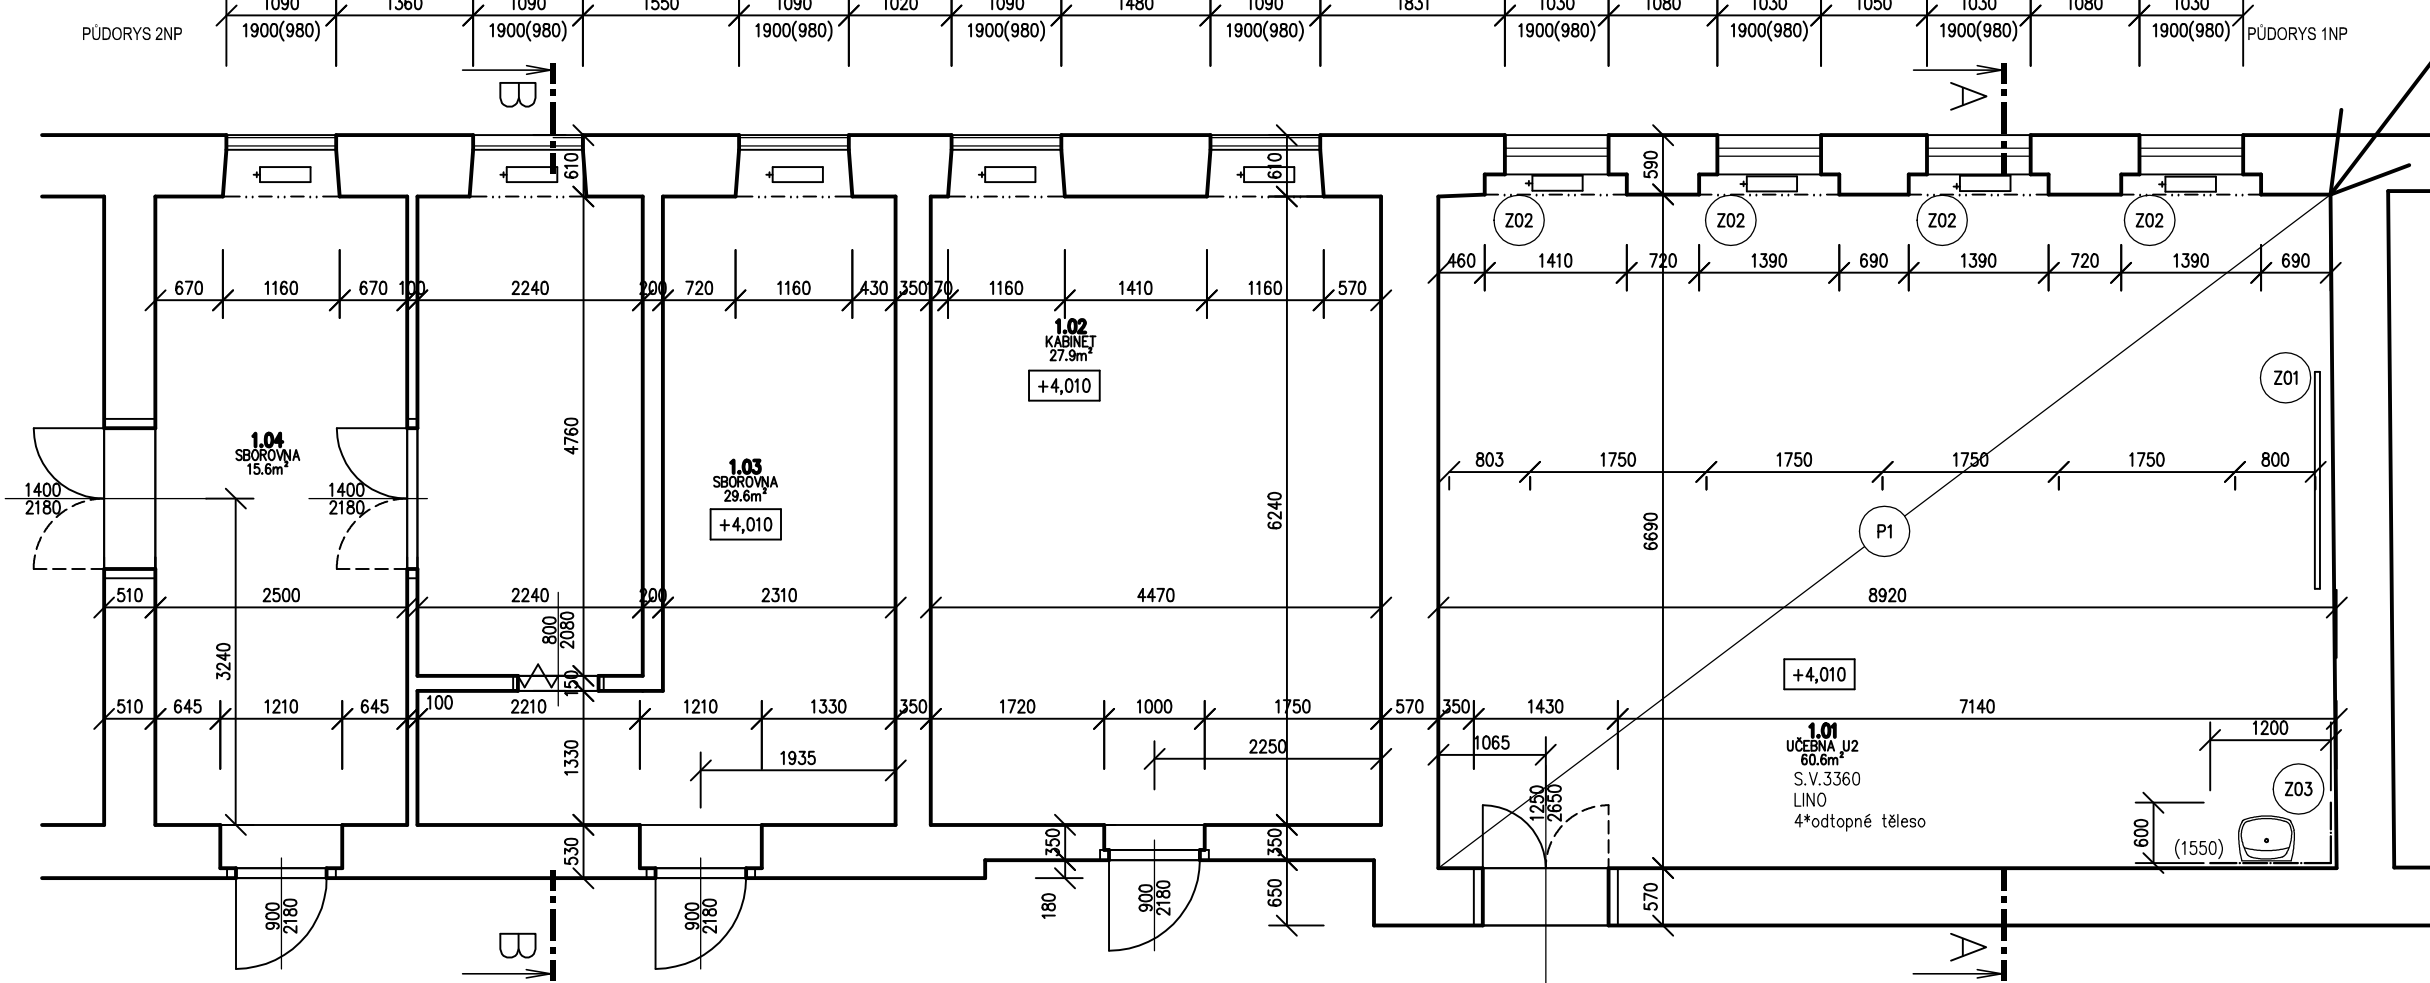 1090 1360 1090 1550 1090 1020 1090 1480 1090 1831 1030 1080 1030 1050 1030 1080 1030
PŮDORYS 2NP 1900(980) 1900(980) 1900(980) 1900(980) 1900(980) 1900(980) 1900(980) 1900(980) 1900(980) PŮDORYS 1NP
B A
610 610 590
Z02 Z02 Z02 Z02
460 1410 720 1390 690 1390 720 1390 690
670 1160 670 100 2240 200 720 1160 430 350 170 1160 1410 1160 570
1.02
KABINET
27.9m²
+4,010
Z01
1.04
SBOROVNA
15.6m²
4760
1.03
SBOROVNA
29.6m²
+4,010
803 1750 1750 1750 1750 800
1400
2180
1400
2180
6240
6690
P1
510 2500 2240 200 2310 4470 8920
800
2080
3240
150
+4,010
510 645 1210 645 100 2210 1210 1330 350 1720 1000 1750 570 350 1430 7140
1.01
UČEBNA U2
60.6m²
S.V.3360
LINO
4*odtopné těleso
1330 1935 2250 1065 1200
1250
2650
Z03
600
(1550)
530 350 350
180 650 570
900
2180
900
2180
900
2180
B A